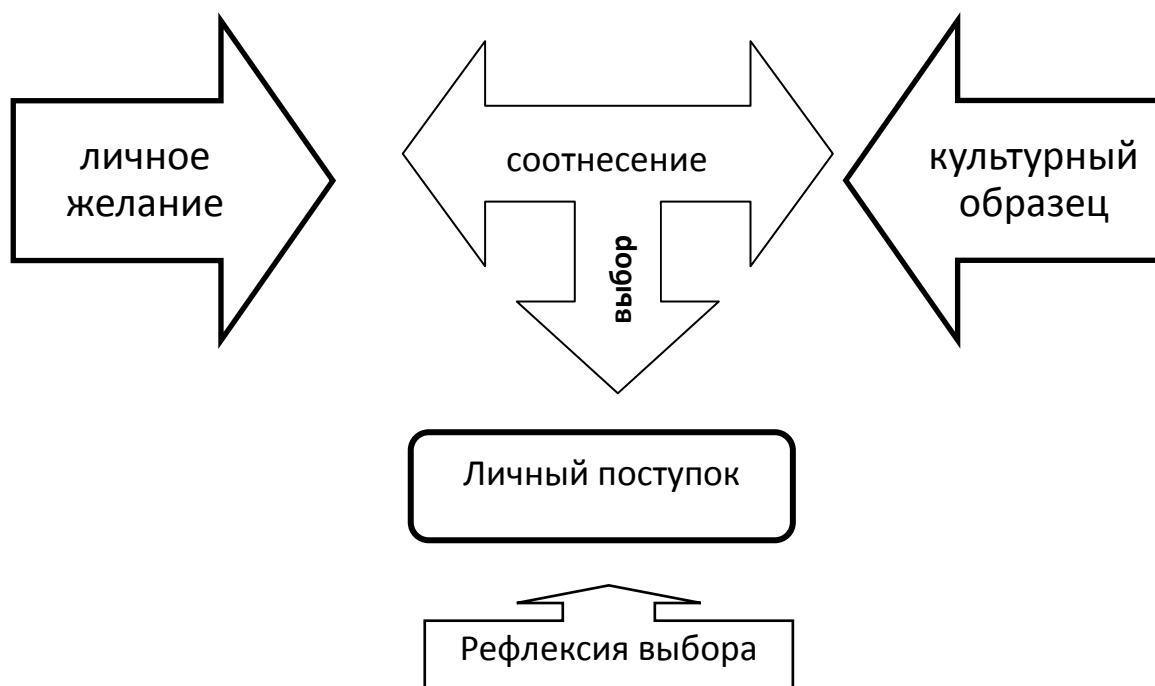 личное
желание
соотнесение
культурный
образец
выбор
Личный поступок
Рефлексия выбора